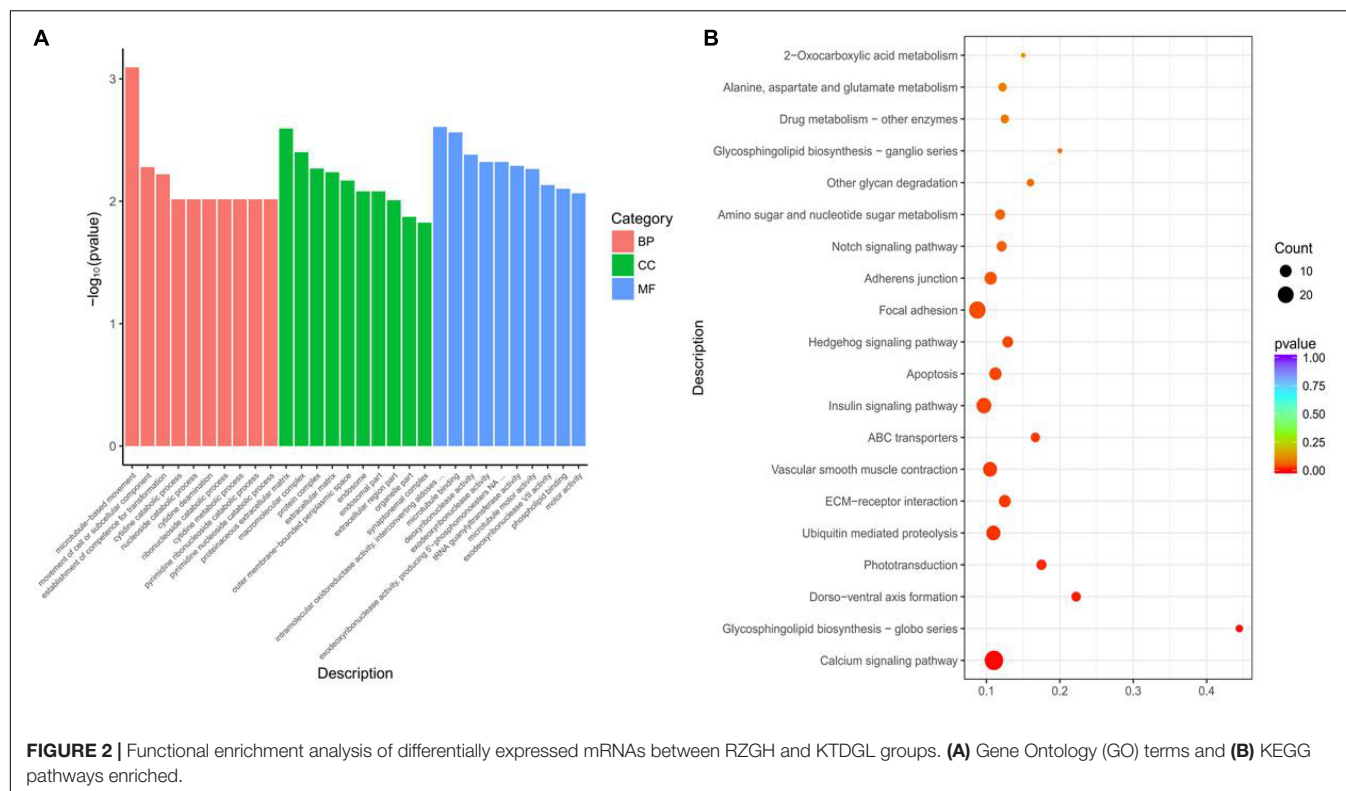 A
−log₁₀(pvalue)
3
2
1
0
microtubule-based movement
movement of cell or subcellular component
establishment of competence for transformation
cytidine catabolic process
nucleoside catabolic process
cytidine deamination
ribonucleoside catabolic process
cytidine metabolic process
pyrimidine ribonucleoside catabolic process
pyrimidine nucleoside catabolic process
proteinaceous extracellular matrix
macromolecular complex
protein complex
extracellular matrix
outer membrane-bounded periplasmic space
endosome
endosomal part
extracellular region part
organelle part
synaptonemal complex
intramolecular oxidoreductase activity, interconverting aldoses...
microtubule binding
deoxyribonuclease activity
exodeoxyribonuclease activity
exodeoxyribonuclease activity, producing 5'-phosphomonoesters
tRNA guanylyltransferase activity
microtubule motor activity
exodeoxyribonuclease VII activity
phospholipid binding
motor activity
Description
Category
BP
CC
MF
B
Description
2−Oxocarboxylic acid metabolism
Alanine, aspartate and glutamate metabolism
Drug metabolism − other enzymes
Glycosphingolipid biosynthesis − ganglio series
Other glycan degradation
Amino sugar and nucleotide sugar metabolism
Notch signaling pathway
Adherens junction
Focal adhesion
Hedgehog signaling pathway
Apoptosis
Insulin signaling pathway
ABC transporters
Vascular smooth muscle contraction
ECM−receptor interaction
Ubiquitin mediated proteolysis
Phototransduction
Dorso−ventral axis formation
Glycosphingolipid biosynthesis − globo series
Calcium signaling pathway
0.1 0.2 0.3 0.4
Count
10
20
pvalue
1.00
0.75
0.50
0.25
0.00
FIGURE 2 | Functional enrichment analysis of differentially expressed mRNAs between RZGH and KTDGL groups. (A) Gene Ontology (GO) terms and (B) KEGG
pathways enriched.